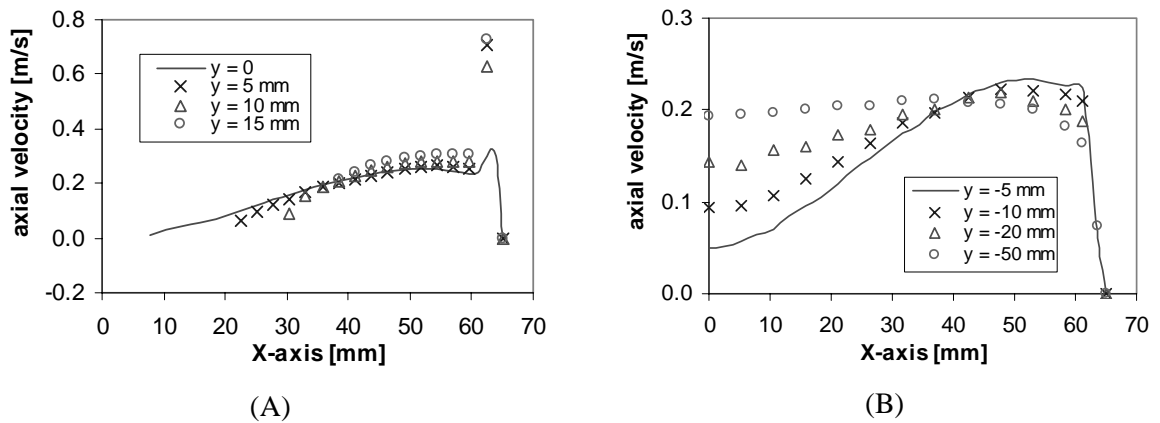 axial velocity [m/s]
0.8
0.6
0.4
0.2
0.0
-0.2
y = 0
y = 5 mm
y = 10 mm
y = 15 mm
0 10 20 30 40 50 60 70
X-axis [mm]
(A)
axial velocity [m/s]
0.3
0.2
0.1
0.0
y = -5 mm
y = -10 mm
y = -20 mm
y = -50 mm
0 10 20 30 40 50 60 70
X-axis [mm]
(B)